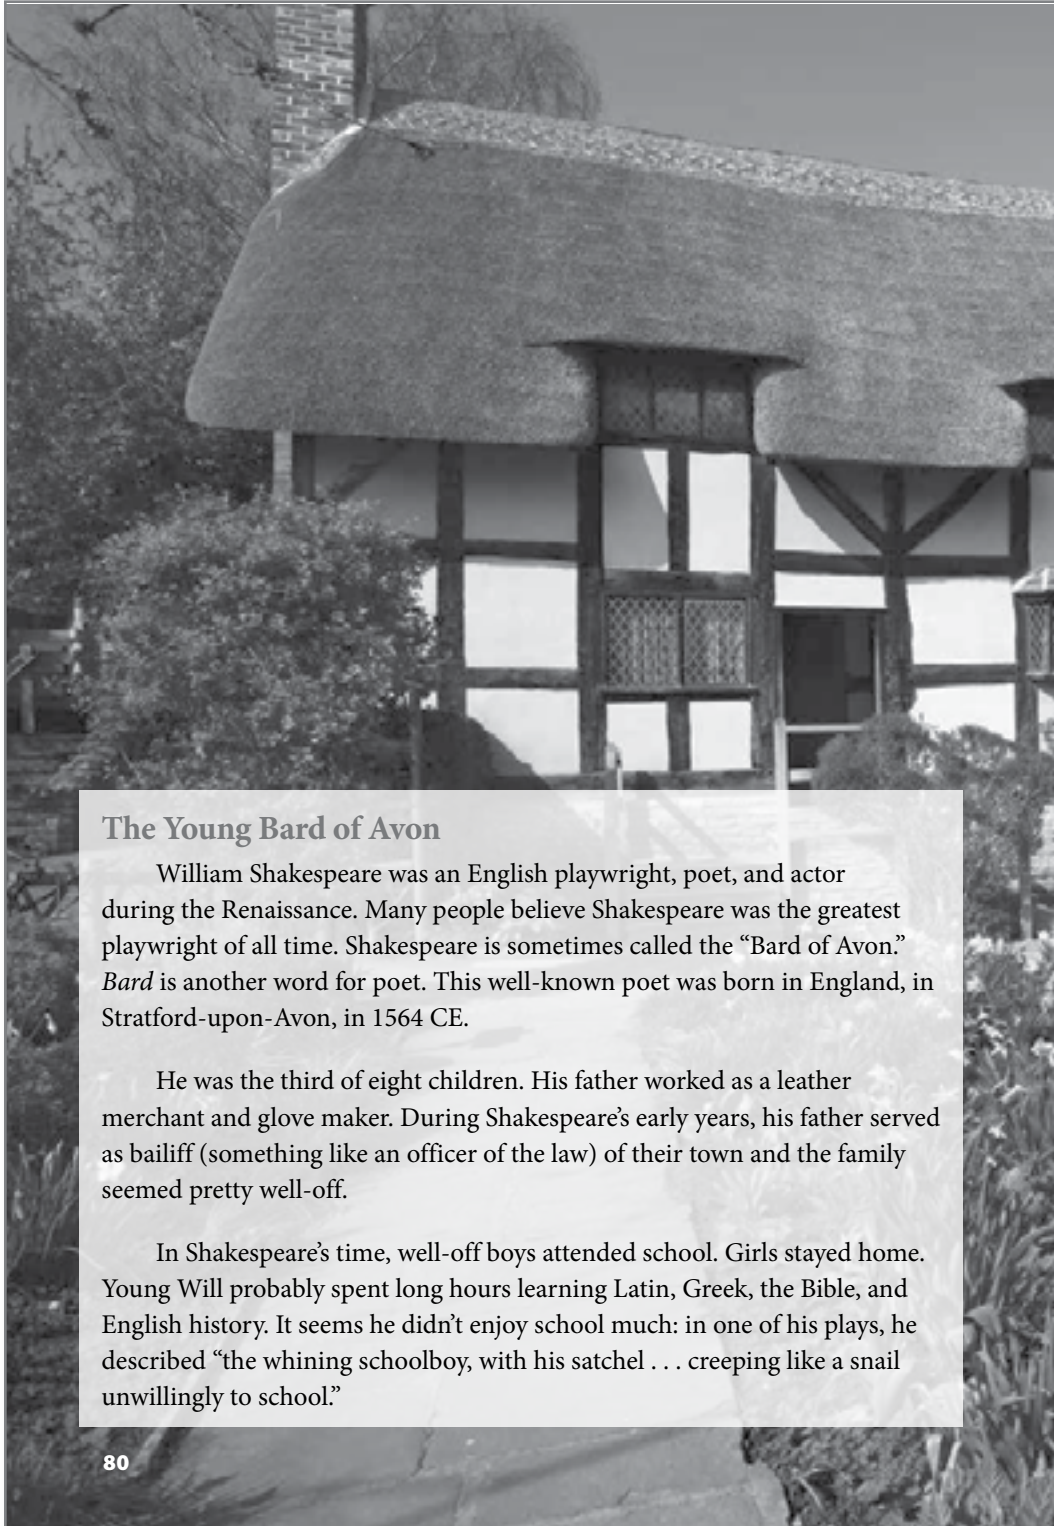 The Young Bard of Avon
William Shakespeare was an English playwright, poet, and actor
during the Renaissance. Many people believe Shakespeare was the greatest
playwright of all time. Shakespeare is sometimes called the “Bard of Avon.”
Bard is another word for poet. This well-known poet was born in England, in
Stratford-upon-Avon, in 1564 CE.
He was the third of eight children. His father worked as a leather
merchant and glove maker. During Shakespeare’s early years, his father served
as bailiff (something like an officer of the law) of their town and the family
seemed pretty well-off.
In Shakespeare’s time, well-off boys attended school. Girls stayed home.
Young Will probably spent long hours learning Latin, Greek, the Bible, and
English history. It seems he didn’t enjoy school much: in one of his plays, he
described “the whining schoolboy, with his satchel . . . creeping like a snail
unwillingly to school.”
80